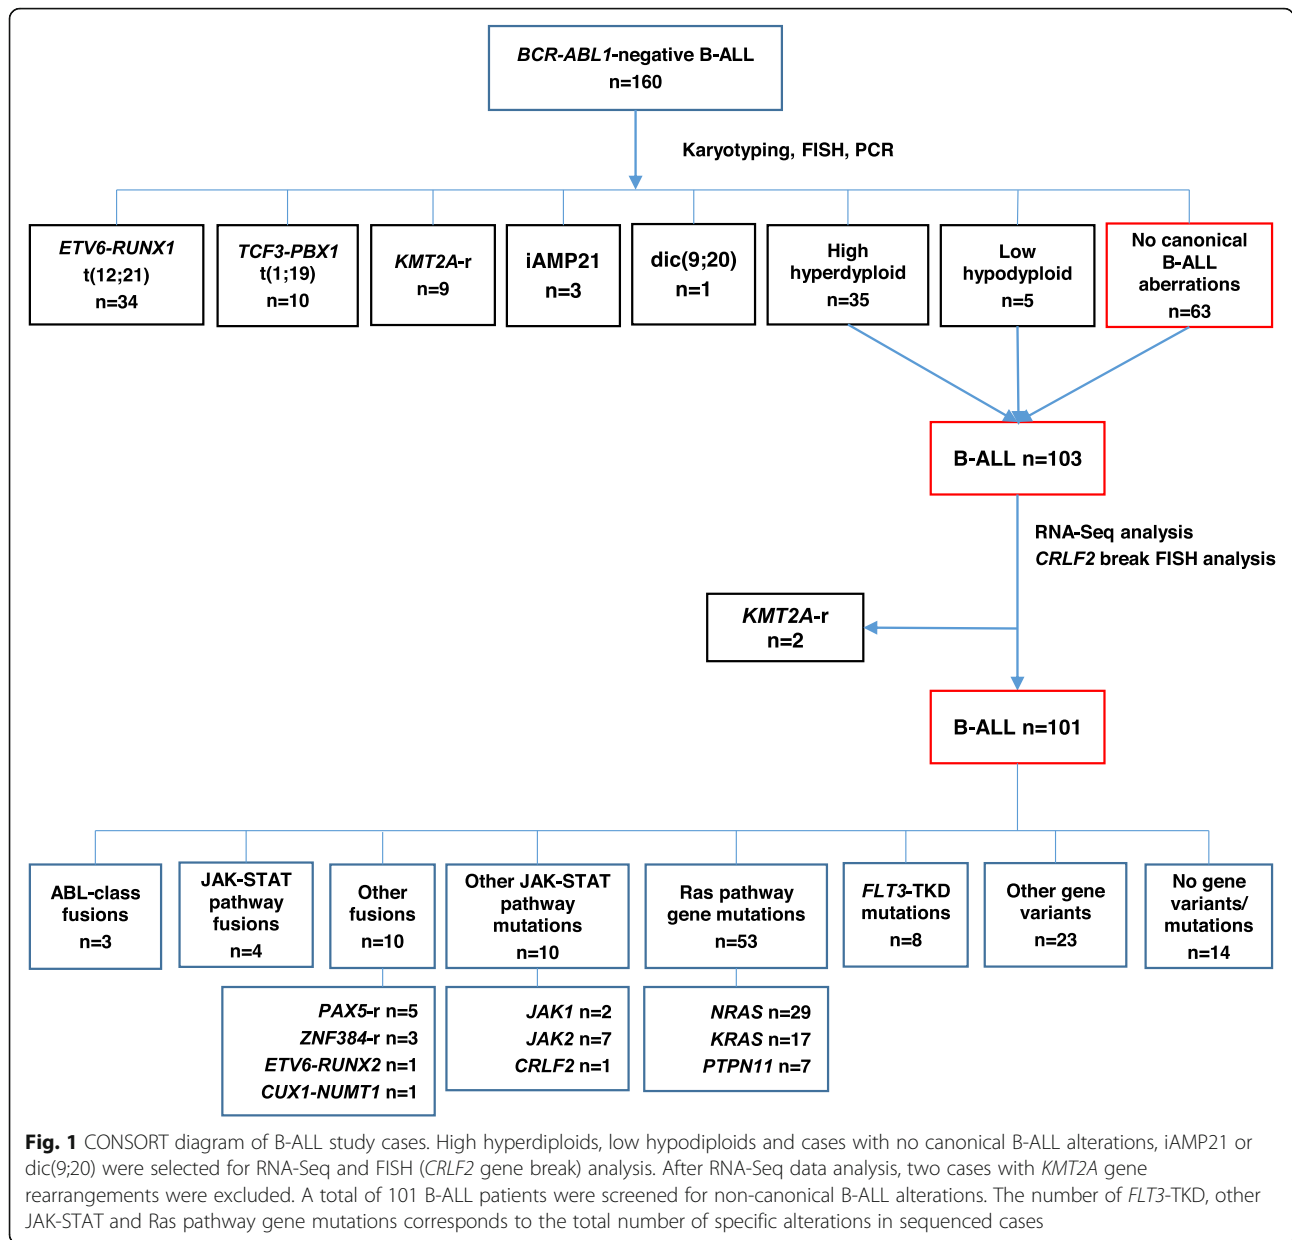 BCR-ABL1-negative B-ALL
n=160
Karyotyping, FISH, PCR
ETV6-RUNX1
t(12;21)
n=34
TCF3-PBX1
t(1;19)
n=10
KMT2A-r
n=9
iAMP21
n=3
dic(9;20)
n=1
High
hyperdyploid
n=35
Low
hypodyploid
n=5
No canonical
B-ALL
aberrations
n=63
B-ALL n=103
RNA-Seq analysis
CRLF2 break FISH analysis
KMT2A-r
n=2
B-ALL n=101
ABL-class
fusions
n=3
JAK-STAT
pathway
fusions
n=4
Other
fusions
n=10
Other JAK-STAT
pathway
mutations
n=10
Ras pathway
gene mutations
n=53
FLT3-TKD
mutations
n=8
Other gene
variants
n=23
No gene
variants/
mutations
n=14
PAX5-r n=5
ZNF384-r n=3
ETV6-RUNX2 n=1
CUX1-NUMT1 n=1
JAK1 n=2
JAK2 n=7
CRLF2 n=1
NRAS n=29
KRAS n=17
PTPN11 n=7
Fig. 1 CONSORT diagram of B-ALL study cases. High hyperdiploids, low hypodiploids and cases with no canonical B-ALL alterations, iAMP21 or
dic(9;20) were selected for RNA-Seq and FISH (CRLF2 gene break) analysis. After RNA-Seq data analysis, two cases with KMT2A gene
rearrangements were excluded. A total of 101 B-ALL patients were screened for non-canonical B-ALL alterations. The number of FLT3-TKD, other
JAK-STAT and Ras pathway gene mutations corresponds to the total number of specific alterations in sequenced cases